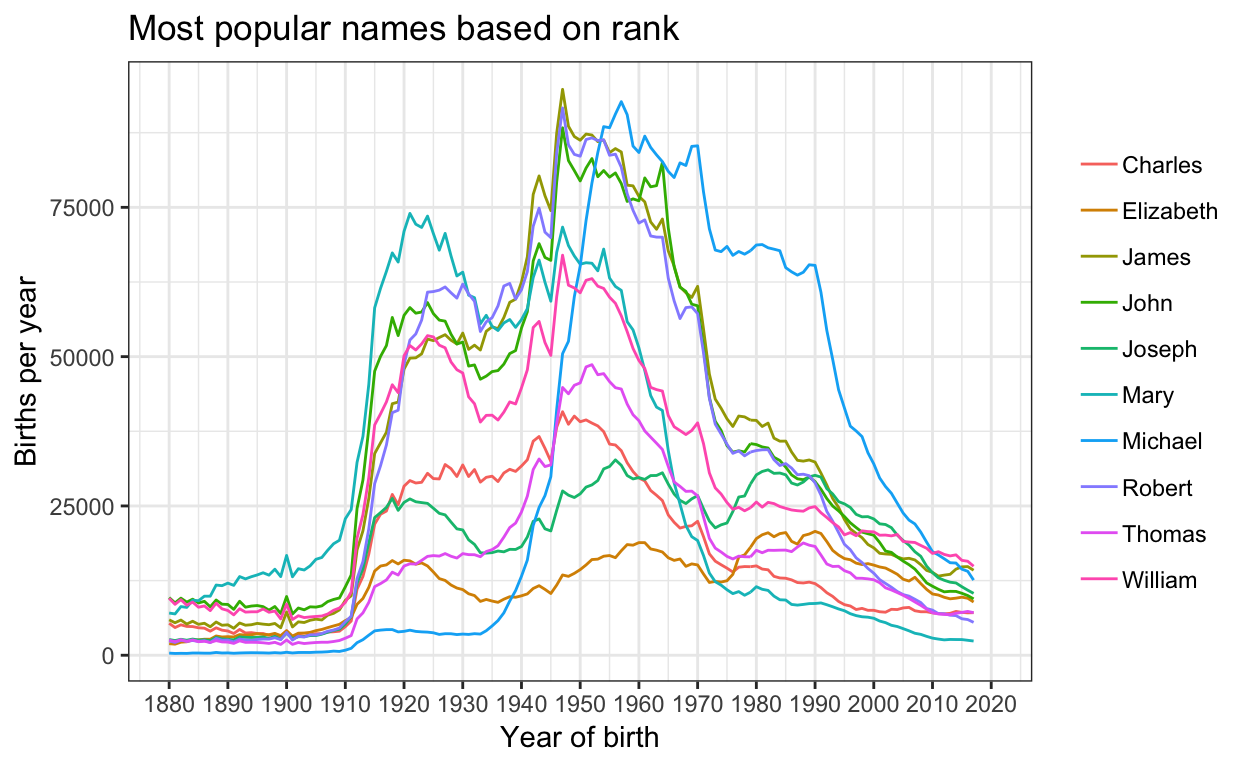 Most popular names based on rank
Births per year
75000
50000
25000
0
1880 1890 1900 1910 1920 1930 1940 1950 1960 1970 1980 1990 2000 2010 2020
Year of birth
Charles
Elizabeth
James
John
Joseph
Mary
Michael
Robert
Thomas
William